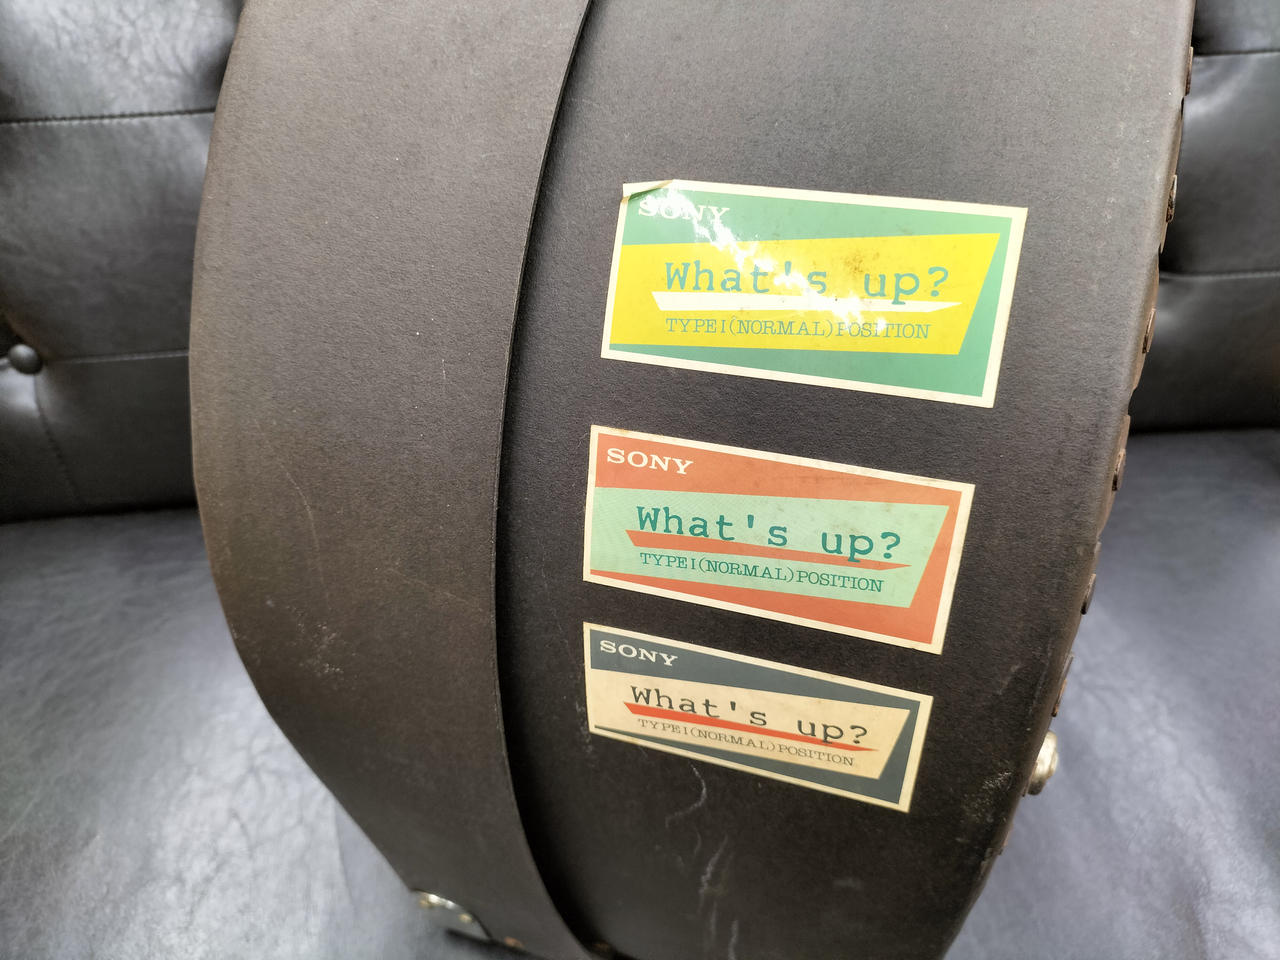 SONY
What's up?
TYPE I (NORMAL) POSITION
SONY
What's up?
TYPE I (NORMAL) POSITION
SONY
What's up?
TYPE I (NORMAL) POSITION